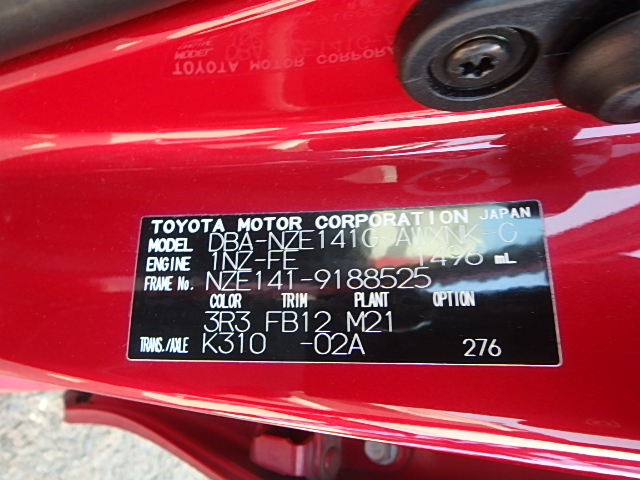 TOYOTA MOTOR CORPORATION JAPAN
MODEL DBA-NZE141G-AWXNK-G
ENGINE 1NZ-FE 1496 mL
FRAME No. NZE141-9188525
COLOR TRIM PLANT OPTION
3R3 FB12 M21
TRANS./AXLE K310 -02A 276